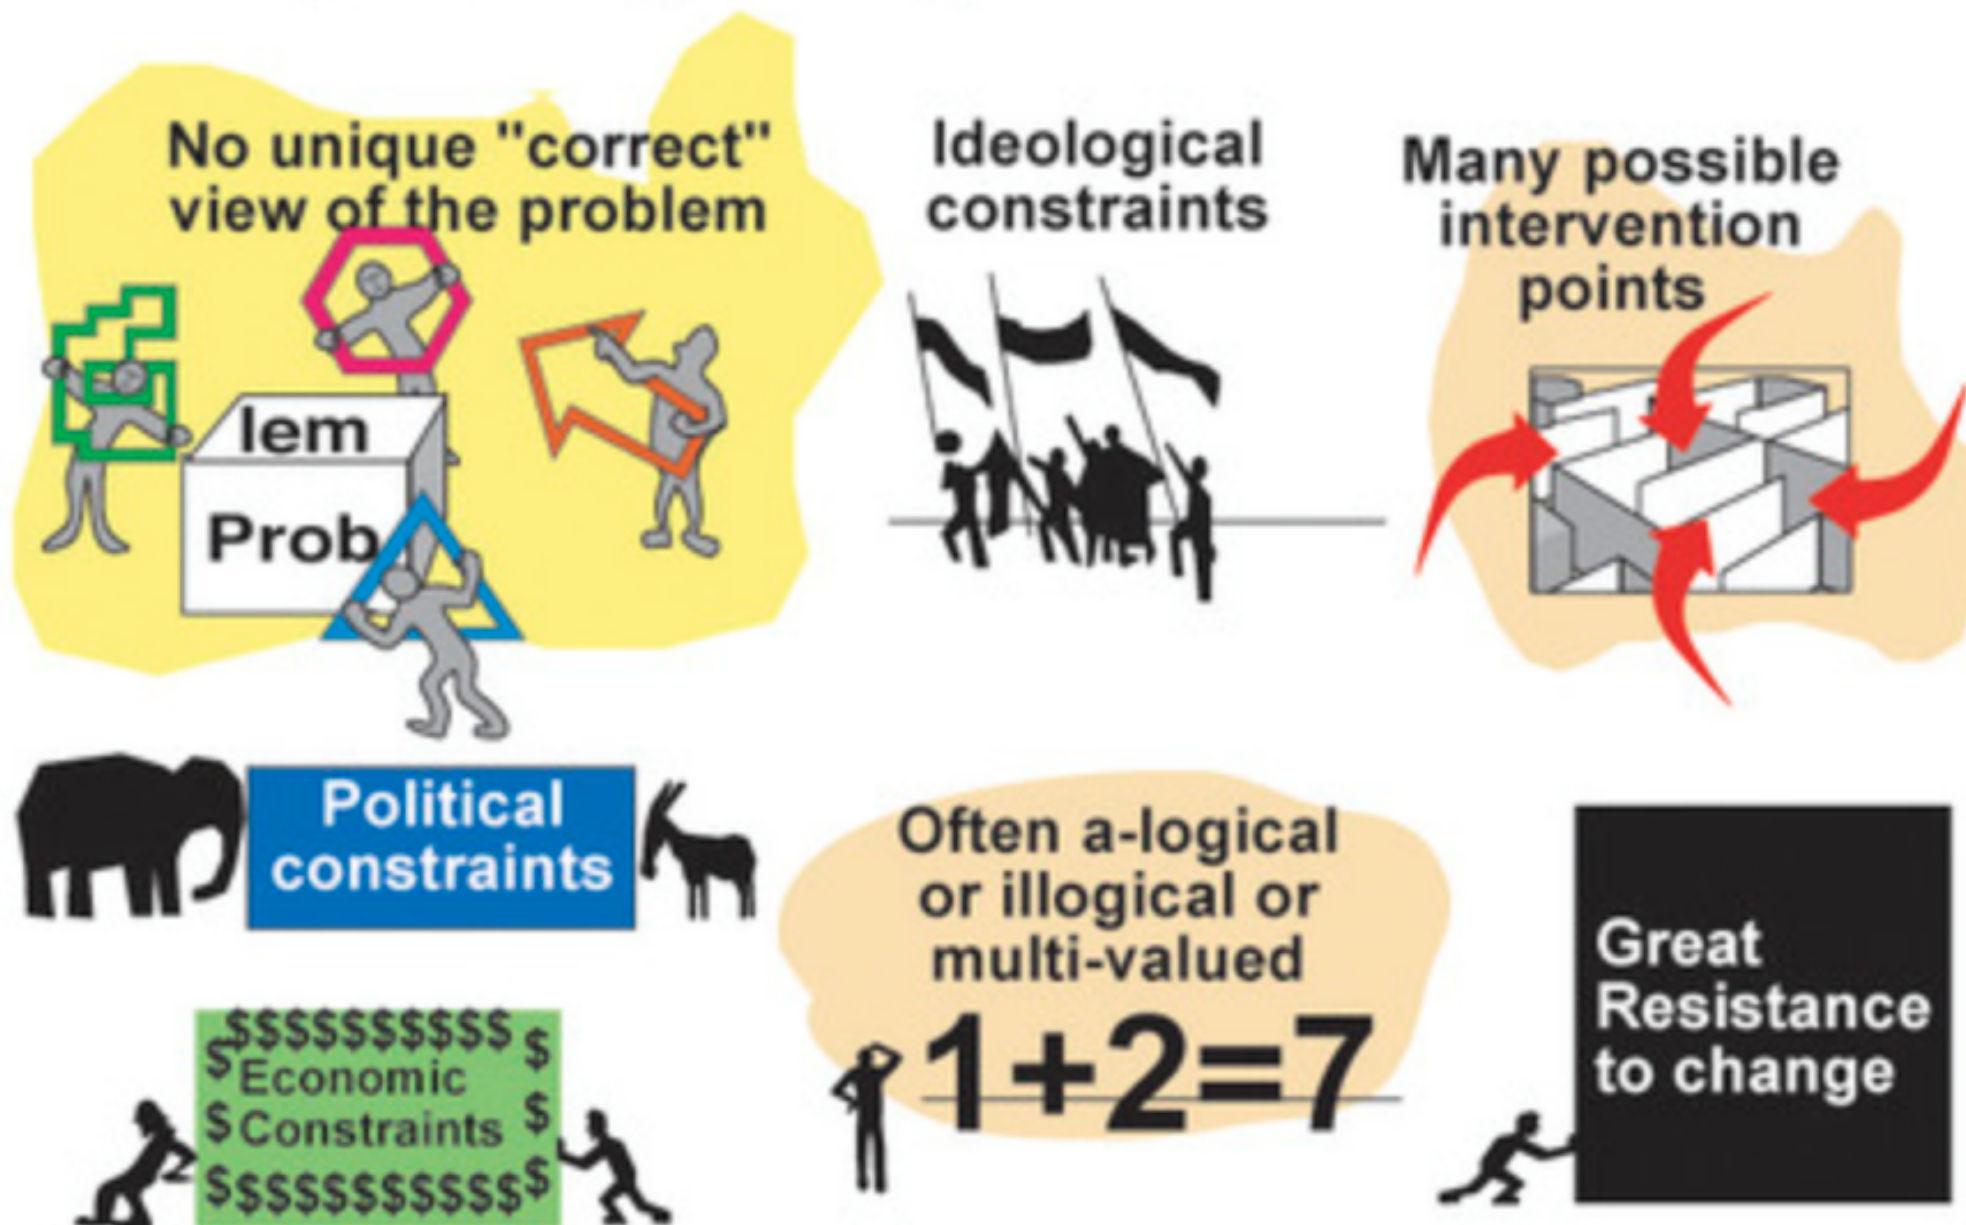 No unique "correct"
view of the problem
lem
Prob
Ideological
constraints
Many possible
intervention
points
Political
constraints
Often a-logical
or illogical or
multi-valued
1+2=7
Great
Resistance
to change
$$$$$$$$$$
$ $
Economic
$ Constraints $
$$$$$$$$$$$